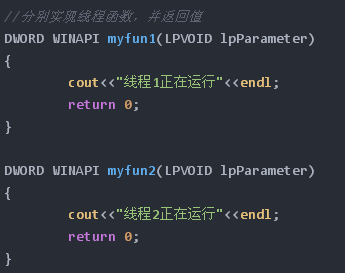 //分别实现线程函数，并返回值
DWORD WINAPI myfun1(LPVOID lpParameter)
{
cout<<"线程1正在运行"<<endl;
return 0;
}
DWORD WINAPI myfun2(LPVOID lpParameter)
{
cout<<"线程2正在运行"<<endl;
return 0;
}